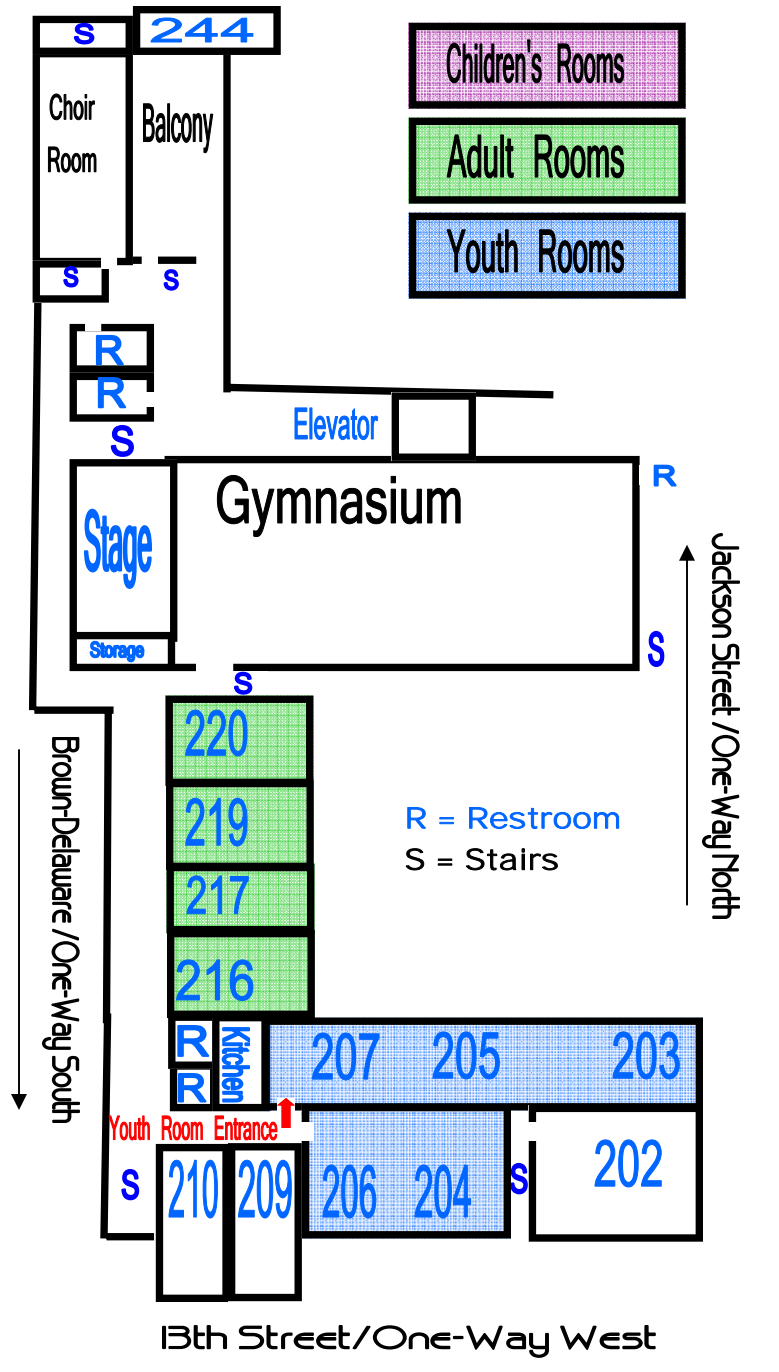 S
244
Children's Rooms
Choir
Room
Balcony
Adult Rooms
Youth Rooms
S
S
R
R
Elevator
S
Gymnasium
R
Stage
Storage
S
S
Jackson Street/One-Way North
220
Brown-Delaware/One-Way South
219
R = Restroom
S = Stairs
217
216
R
Kitchen
207 205 203
R
Youth Room Entrance
S
210
209
206 204
S
202
13th Street/One-Way West